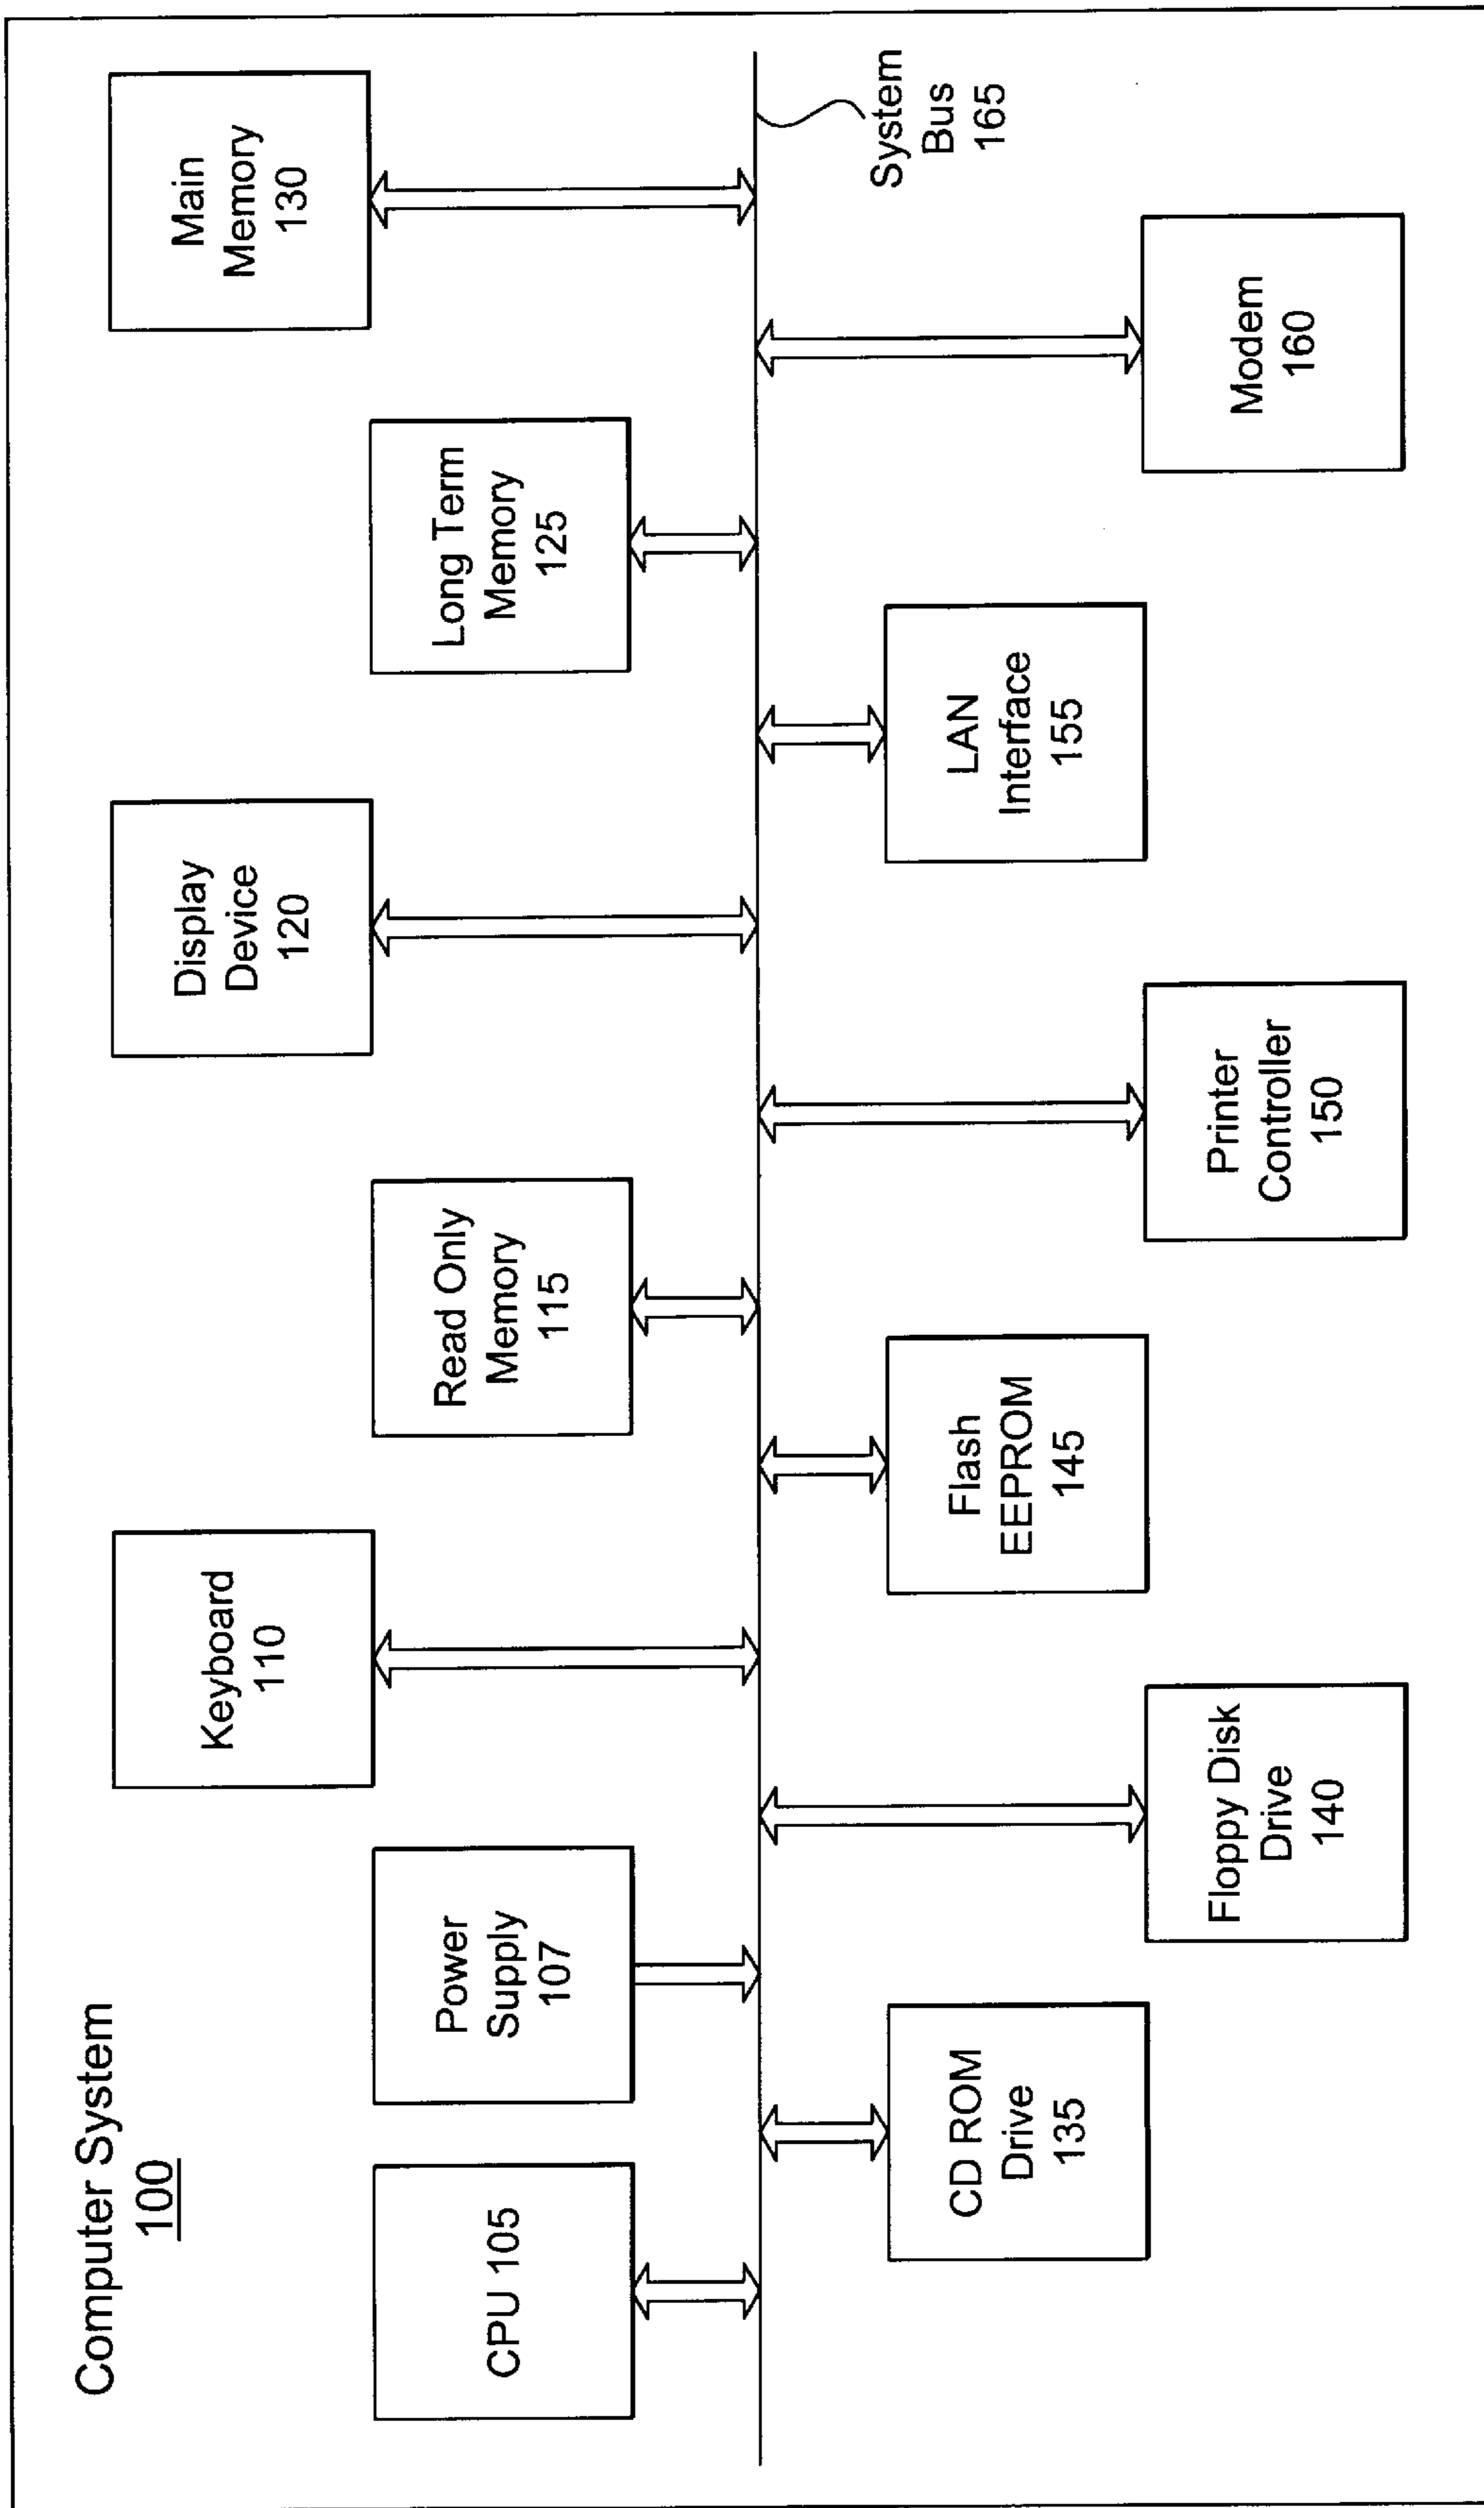 Computer System
100
CPU 105
Power
Supply
107
Keyboard
110
Read Only
Memory
115
Display
Device
120
Long Term
Memory
125
Main
Memory
130
System
Bus
165
CD ROM
Drive
135
Floppy Disk
Drive
140
Flash
EEPROM
145
Printer
Controller
150
LAN
Interface
155
Modem
160